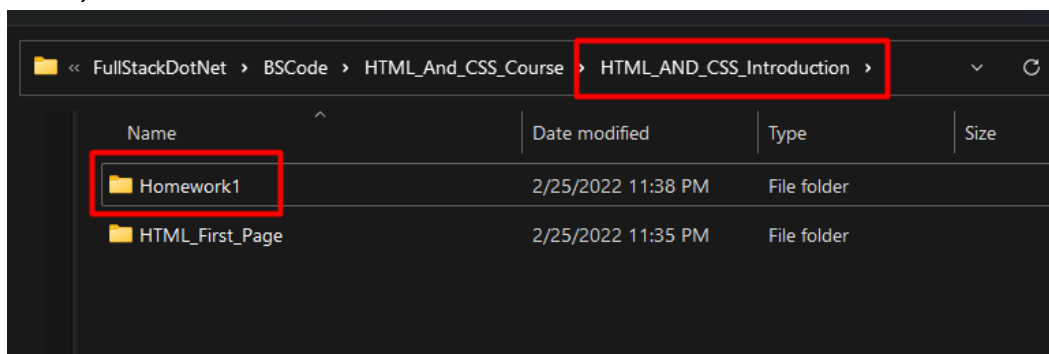 « FullStackDotNet > BSCode > HTML_And_CSS_Course > HTML_AND_CSS_Introduction >
Name Date modified Type Size
Homework1 2/25/2022 11:38 PM File folder
HTML_First_Page 2/25/2022 11:35 PM File folder